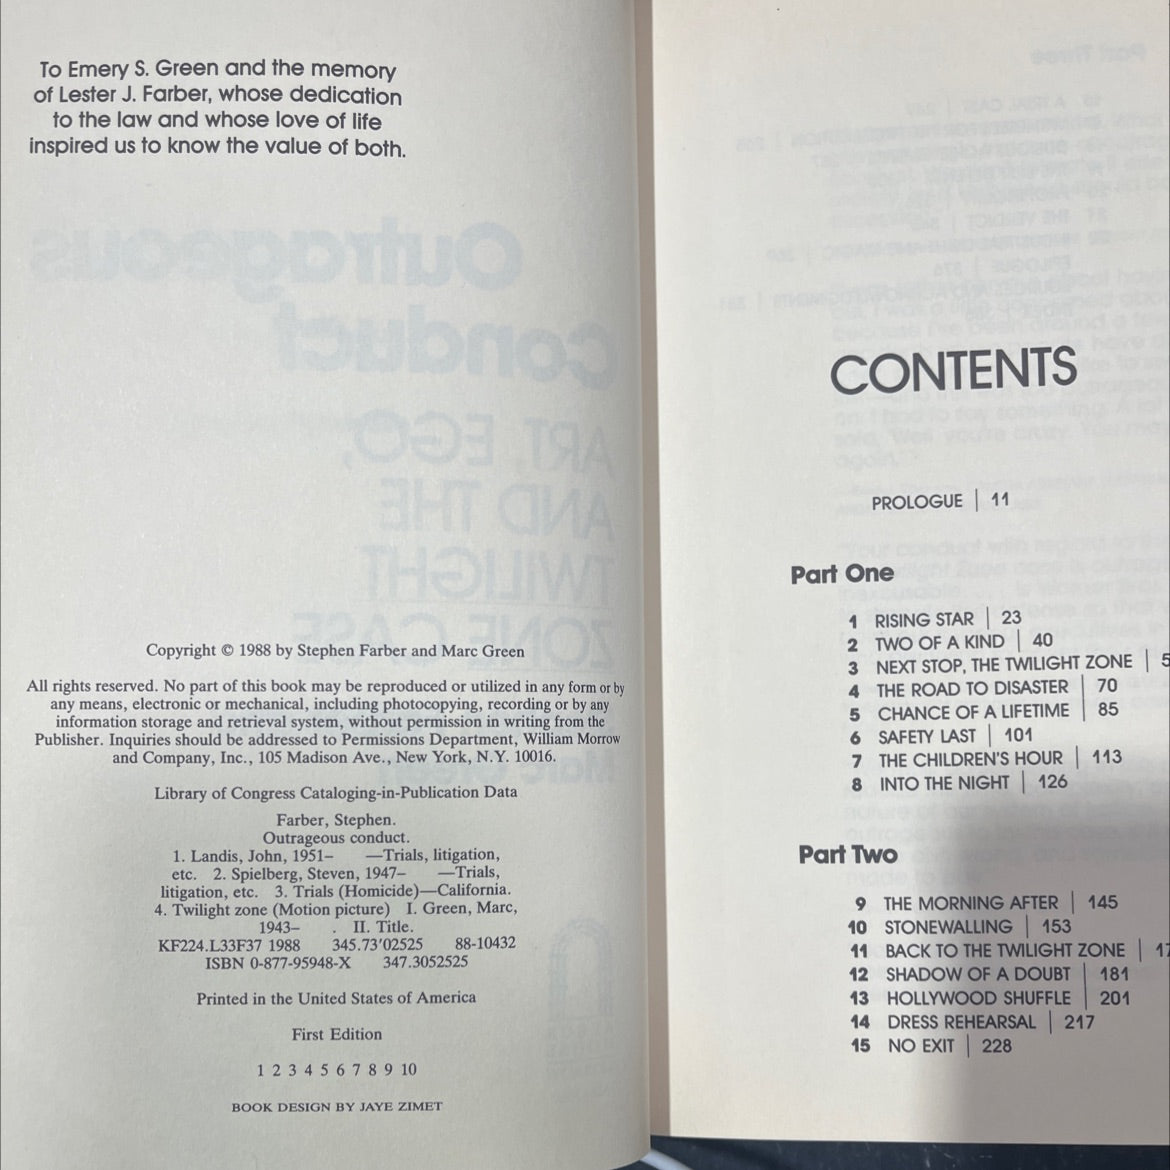 To Emery S. Green and the memory
of Lester J. Farber, whose dedication
to the law and whose love of life
inspired us to know the value of both.
Outrageous
Conduct
ART, EGO,
AND THE
TWILIGHT
ZONE CASE
Copyright © 1988 by Stephen Farber and Marc Green
All rights reserved. No part of this book may be reproduced or utilized in any form or by
any means, electronic or mechanical, including photocopying, recording or by any
information storage and retrieval system, without permission in writing from the
Publisher. Inquiries should be addressed to Permissions Department, William Morrow
and Company, Inc., 105 Madison Ave., New York, N.Y. 10016.
Library of Congress Cataloging-in-Publication Data
Farber, Stephen.
Outrageous conduct.
1. Landis, John, 1951– —Trials, litigation,
etc. 2. Spielberg, Steven, 1947– —Trials,
litigation, etc. 3. Trials (Homicide)—California.
4. Twilight zone (Motion picture) I. Green, Marc,
1943– . II. Title.
KF224.L33F37 1988 345.73'02525 88-10432
ISBN 0-877-95948-X 347.3052525
Printed in the United States of America
First Edition
1 2 3 4 5 6 7 8 9 10
BOOK DESIGN BY JAYE ZIMET
CONTENTS
PROLOGUE | 11
Part One
1 RISING STAR | 23
2 TWO OF A KIND | 40
3 NEXT STOP, THE TWILIGHT ZONE | 5
4 THE ROAD TO DISASTER | 70
5 CHANCE OF A LIFETIME | 85
6 SAFETY LAST | 101
7 THE CHILDREN'S HOUR | 113
8 INTO THE NIGHT | 126
Part Two
9 THE MORNING AFTER | 145
10 STONEWALLING | 153
11 BACK TO THE TWILIGHT ZONE | 17
12 SHADOW OF A DOUBT | 181
13 HOLLYWOOD SHUFFLE | 201
14 DRESS REHEARSAL | 217
15 NO EXIT | 228